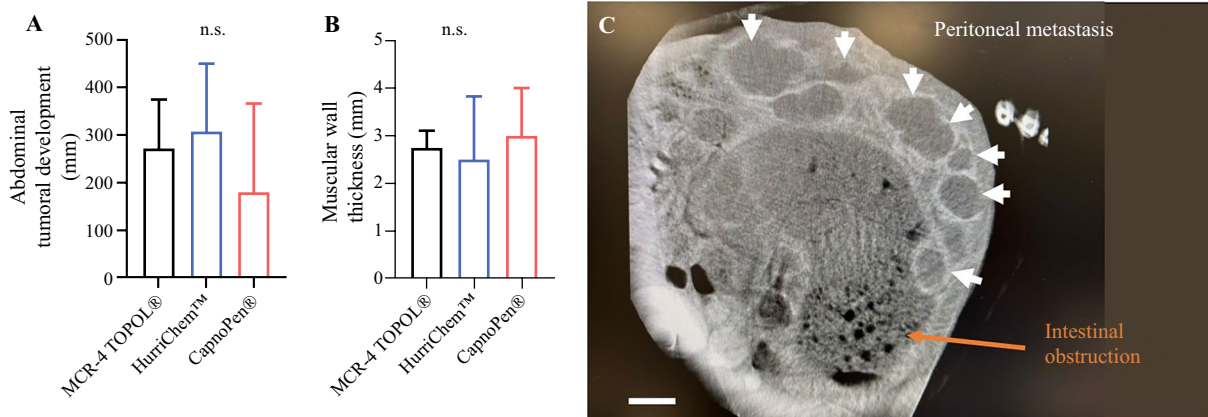 A
n.s.
Abdominal
tumoral development
(mm)
500
400
300
200
100
0
MCR-4 TOPOL®
HurriChem™
CapnoPen®
B
n.s.
Muscular wall
thickness (mm)
5
4
3
2
1
0
MCR-4 TOPOL®
HurriChem™
CapnoPen®
C
Peritoneal metastasis
Intestinal
obstruction